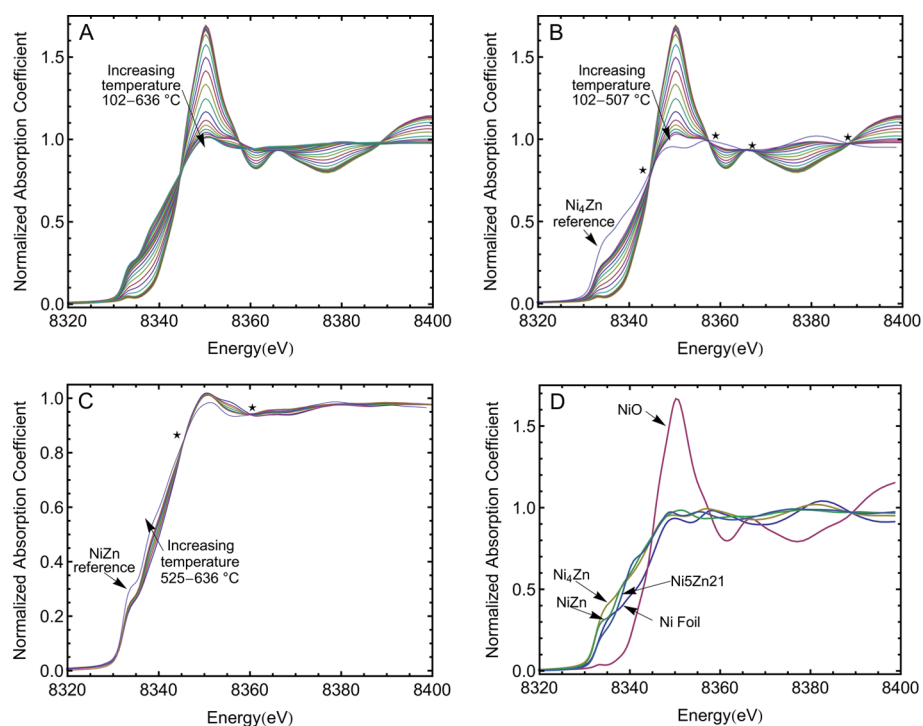 A
Normalized Absorption Coefficient
1.5
1.0
0.5
0.0
Increasing
temperature
102–636 °C
8320 8340 8360 8380 8400
Energy(eV)
B
Normalized Absorption Coefficient
1.5
1.0
0.5
0.0
Increasing
temperature
102–507 °C
★ ★ ★ ★
Ni₄Zn
reference
8320 8340 8360 8380 8400
Energy(eV)
C
Normalized Absorption Coefficient
1.0
0.8
0.6
0.4
0.2
0.0
★ ★
NiZn
reference
Increasing
temperature
525–636 °C
8320 8340 8360 8380 8400
Energy(eV)
D
Normalized Absorption Coefficient
1.5
1.0
0.5
0.0
NiO
Ni₄Zn
NiZn
Ni5Zn21
Ni Foil
8320 8340 8360 8380 8400
Energy(eV)